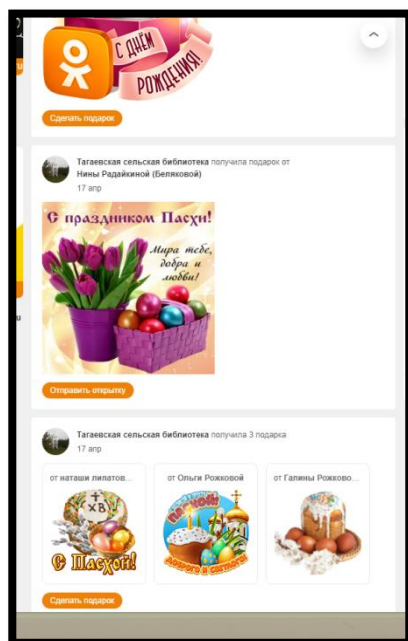 С ДНЁМ
РОЖДЕНИЯ!
Сделать подарок
Тагаевская сельская библиотека получила подарок от
Нины Радайкиной (Беляковой)
17 апр
С праздником Пасхи!
Мира тебе,
добра и
любви!
Отправить открытку
Тагаевская сельская библиотека получила 3 подарка
17 апр
от наташи липатов...
от Ольги Рожковой
от Галины Рожково...
ХВ
С Пасхой!
ПАСХОЙ!
ДОБРОГО И СВЕТЛОГО!
Сделать подарок